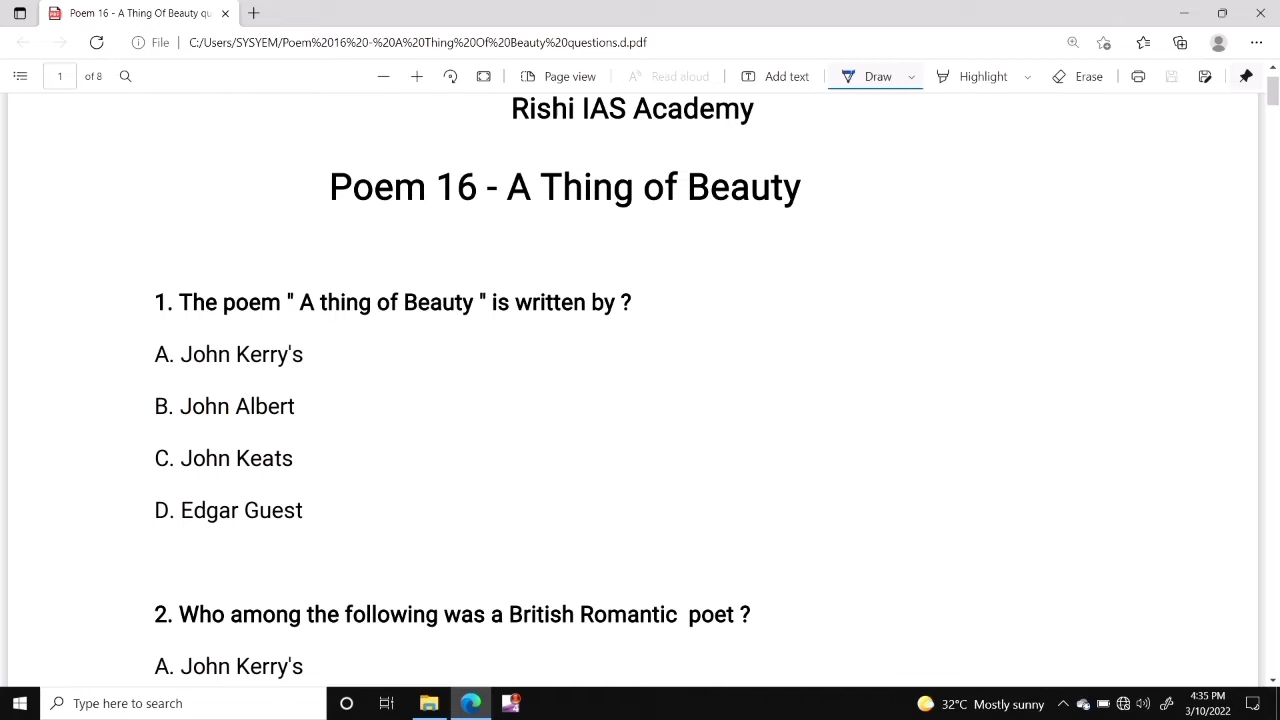 Poem 16 - A Thing Of Beauty qu
File
C:/Users/SYSYEM/Poem%2016%20-%20A%20Thing%20Of%20Beauty%20questions.d.pdf
1 of 8
Page view
Read aloud
Add text
Draw
Highlight
Erase
Rishi IAS Academy
Poem 16 - A Thing of Beauty
1. The poem " A thing of Beauty " is written by ?
A. John Kerry's
B. John Albert
C. John Keats
D. Edgar Guest
2. Who among the following was a British Romantic  poet ?
A. John Kerry's
Type here to search
32°C Mostly sunny
4:35 PM
3/10/2022